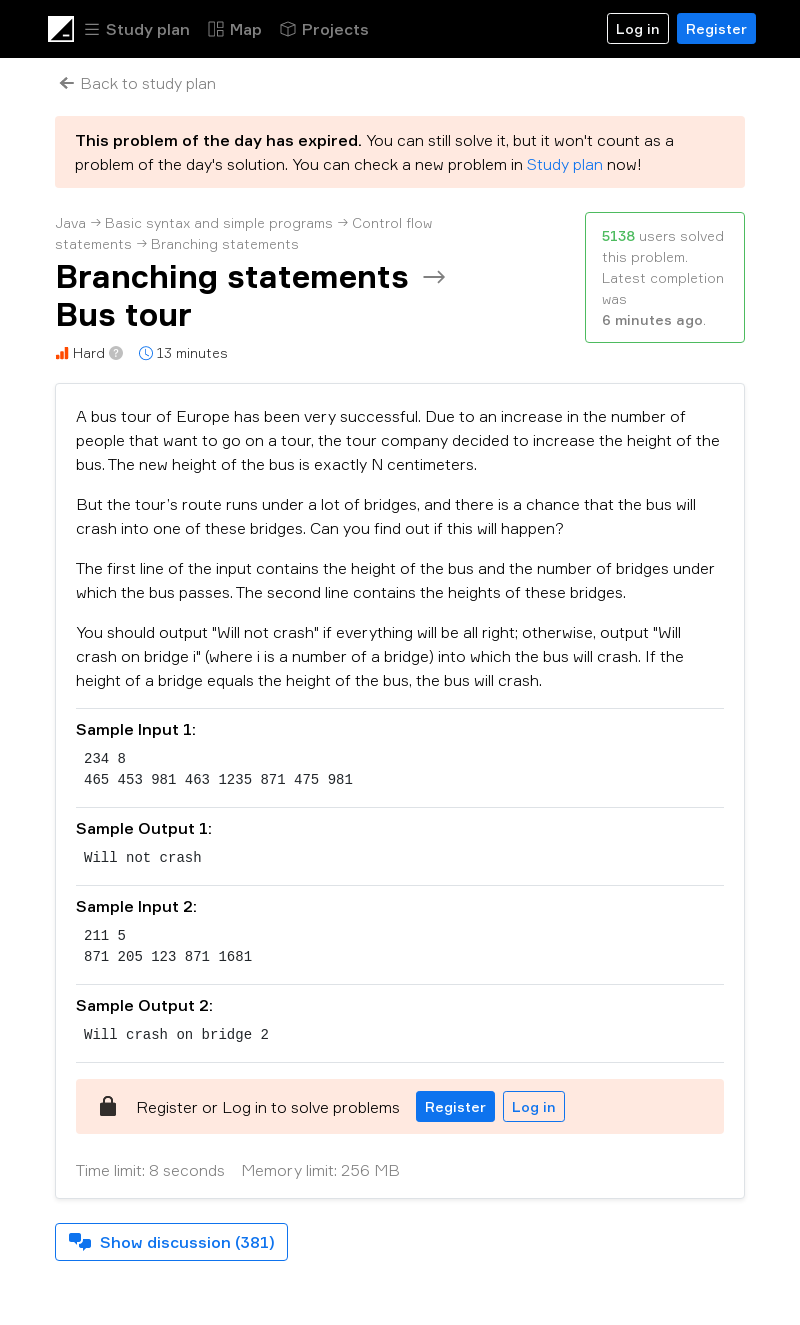 Study plan Map Projects Log in Register
Back to study plan
This problem of the day has expired. You can still solve it, but it won't count as a
problem of the day's solution. You can check a new problem in Study plan now!
Java → Basic syntax and simple programs → Control flow
statements → Branching statements
Branching statements →
Bus tour
Hard ? 13 minutes
5138 users solved
this problem.
Latest completion
was
6 minutes ago.
A bus tour of Europe has been very successful. Due to an increase in the number of
people that want to go on a tour, the tour company decided to increase the height of the
bus. The new height of the bus is exactly N centimeters.
But the tour’s route runs under a lot of bridges, and there is a chance that the bus will
crash into one of these bridges. Can you find out if this will happen?
The first line of the input contains the height of the bus and the number of bridges under
which the bus passes. The second line contains the heights of these bridges.
You should output "Will not crash" if everything will be all right; otherwise, output "Will
crash on bridge i" (where i is a number of a bridge) into which the bus will crash. If the
height of a bridge equals the height of the bus, the bus will crash.
Sample Input 1:
234 8
465 453 981 463 1235 871 475 981
Sample Output 1:
Will not crash
Sample Input 2:
211 5
871 205 123 871 1681
Sample Output 2:
Will crash on bridge 2
Register or Log in to solve problems Register Log in
Time limit: 8 seconds Memory limit: 256 MB
Show discussion (381)